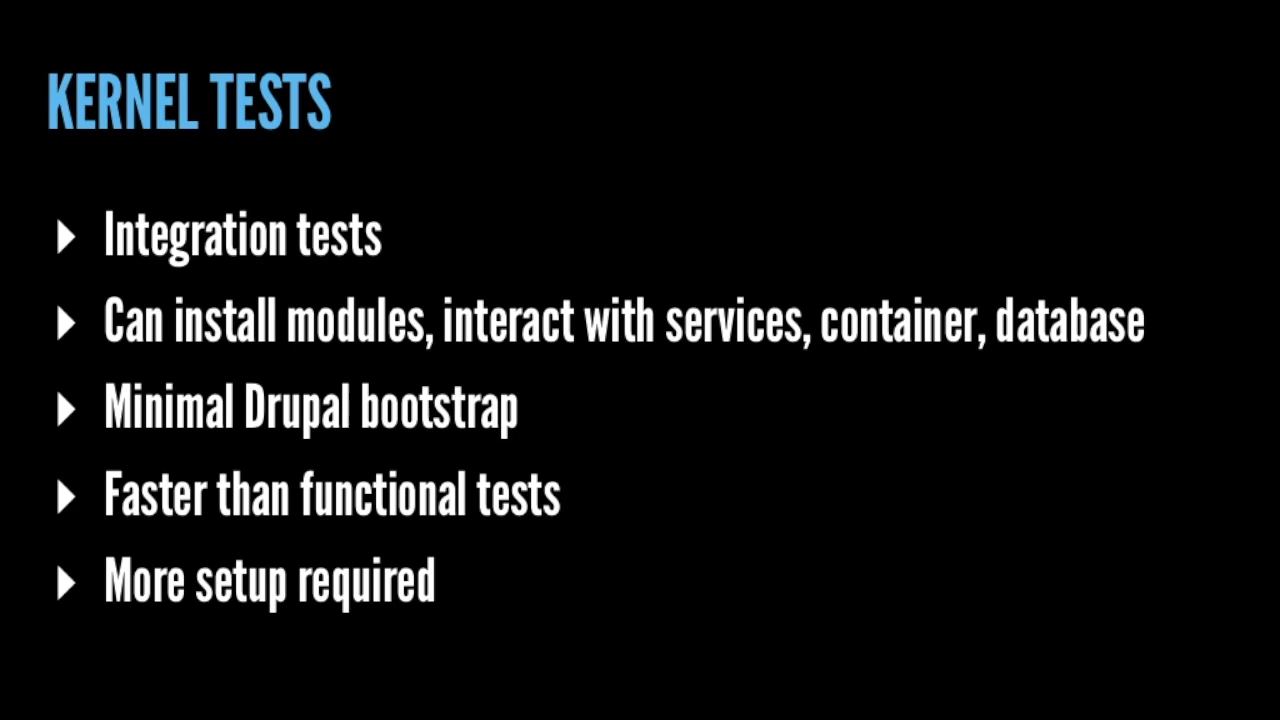 KERNEL TESTS
Integration tests
Can install modules, interact with services, container, database
Minimal Drupal bootstrap
Faster than functional tests
More setup required